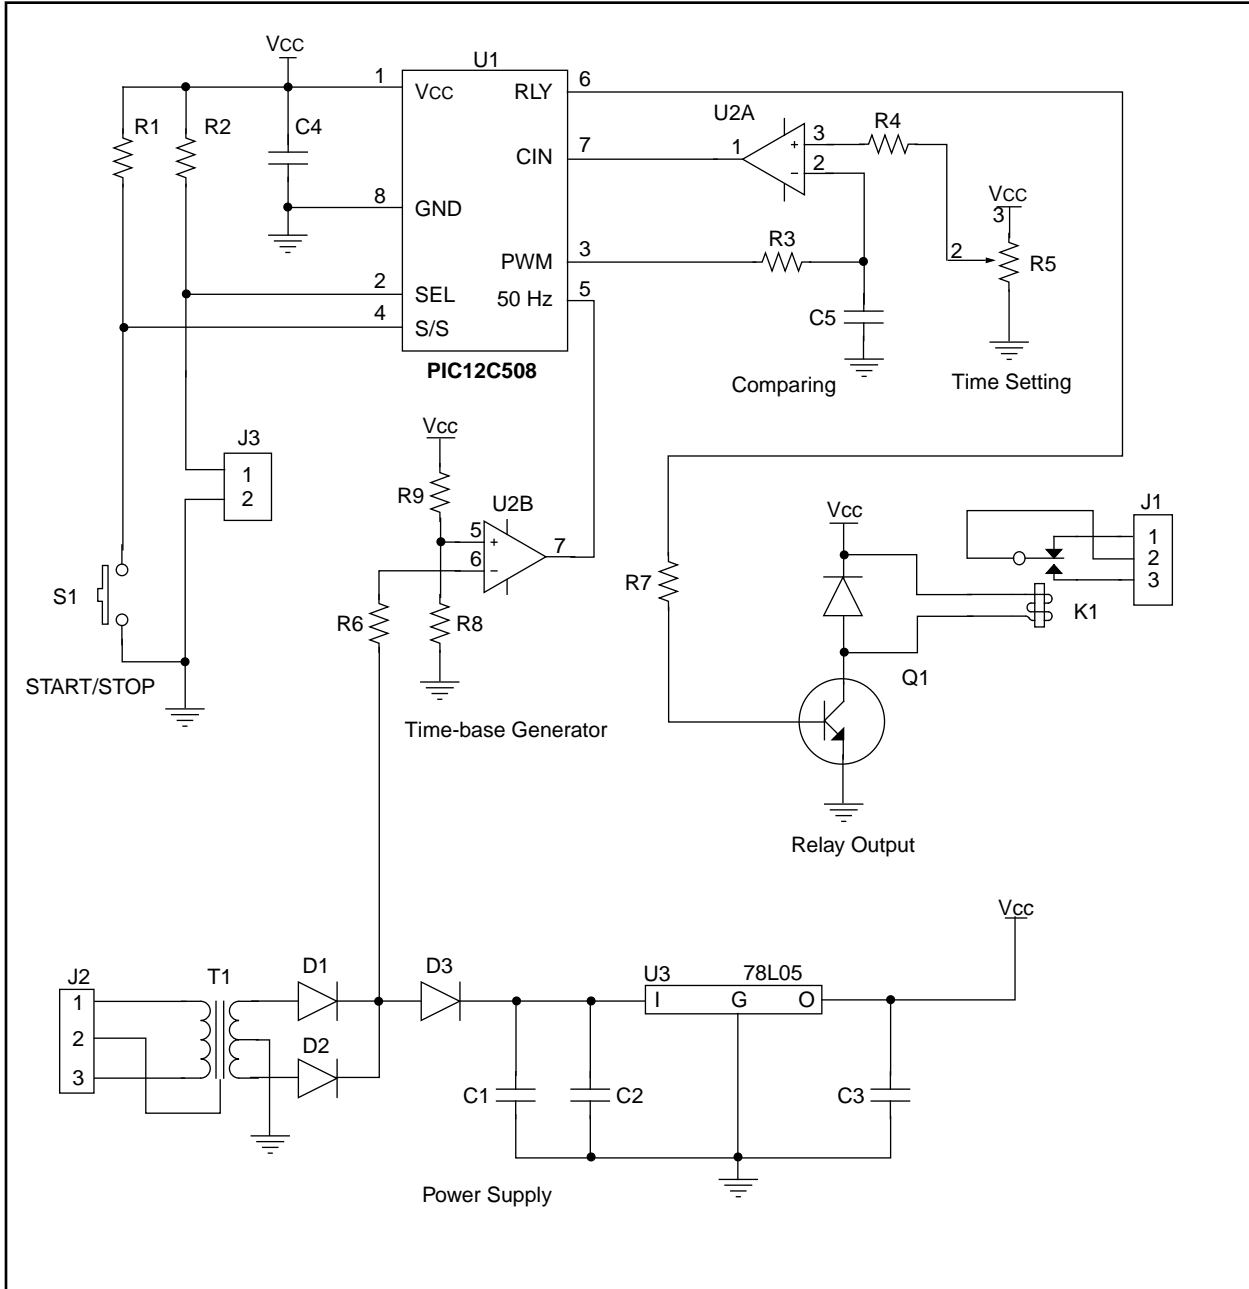 VCC
U1
1
VCC
RLY
6
R1
R2
C4
U2A
R4
3
1
2
7
CIN
VCC
3
8
GND
R3
2
R5
PWM
3
2
SEL
50 Hz
5
4
S/S
C5
PIC12C508
Comparing
Time Setting
J3
1
2
Vcc
R9
U2B
5
6
7
+
−
+
−
Vcc
J1
1
2
3
R7
S1
R6
R8
K1
Q1
START/STOP
Time-base Generator
Relay Output
Vcc
J2
T1
D1
D3
U3
78L05
1
I
G
O
2
D2
3
C1
C2
C3
Power Supply